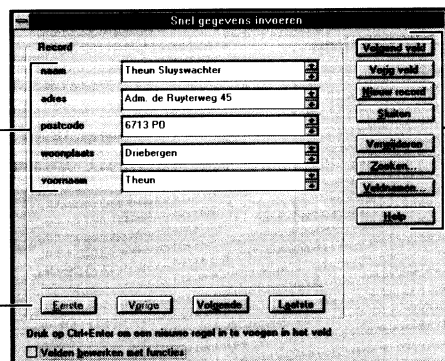 Snel gegevens invoeren
Record
naam Theun Sluyswachter
adres Adm. de Ruyterweg 45
postcode 6713 PO
woonplaats Driebergen
voornaam Theun
Volgend veld
Vorig veld
Nieuw record
Sluiten
Verwijderen
Zoeken...
Veldnamen...
Help
Eerste Vorige Volgende Laatste
Druk op Ctrl+Enter om een nieuwe regel in te voegen in het veld
Velden bewerken met functies